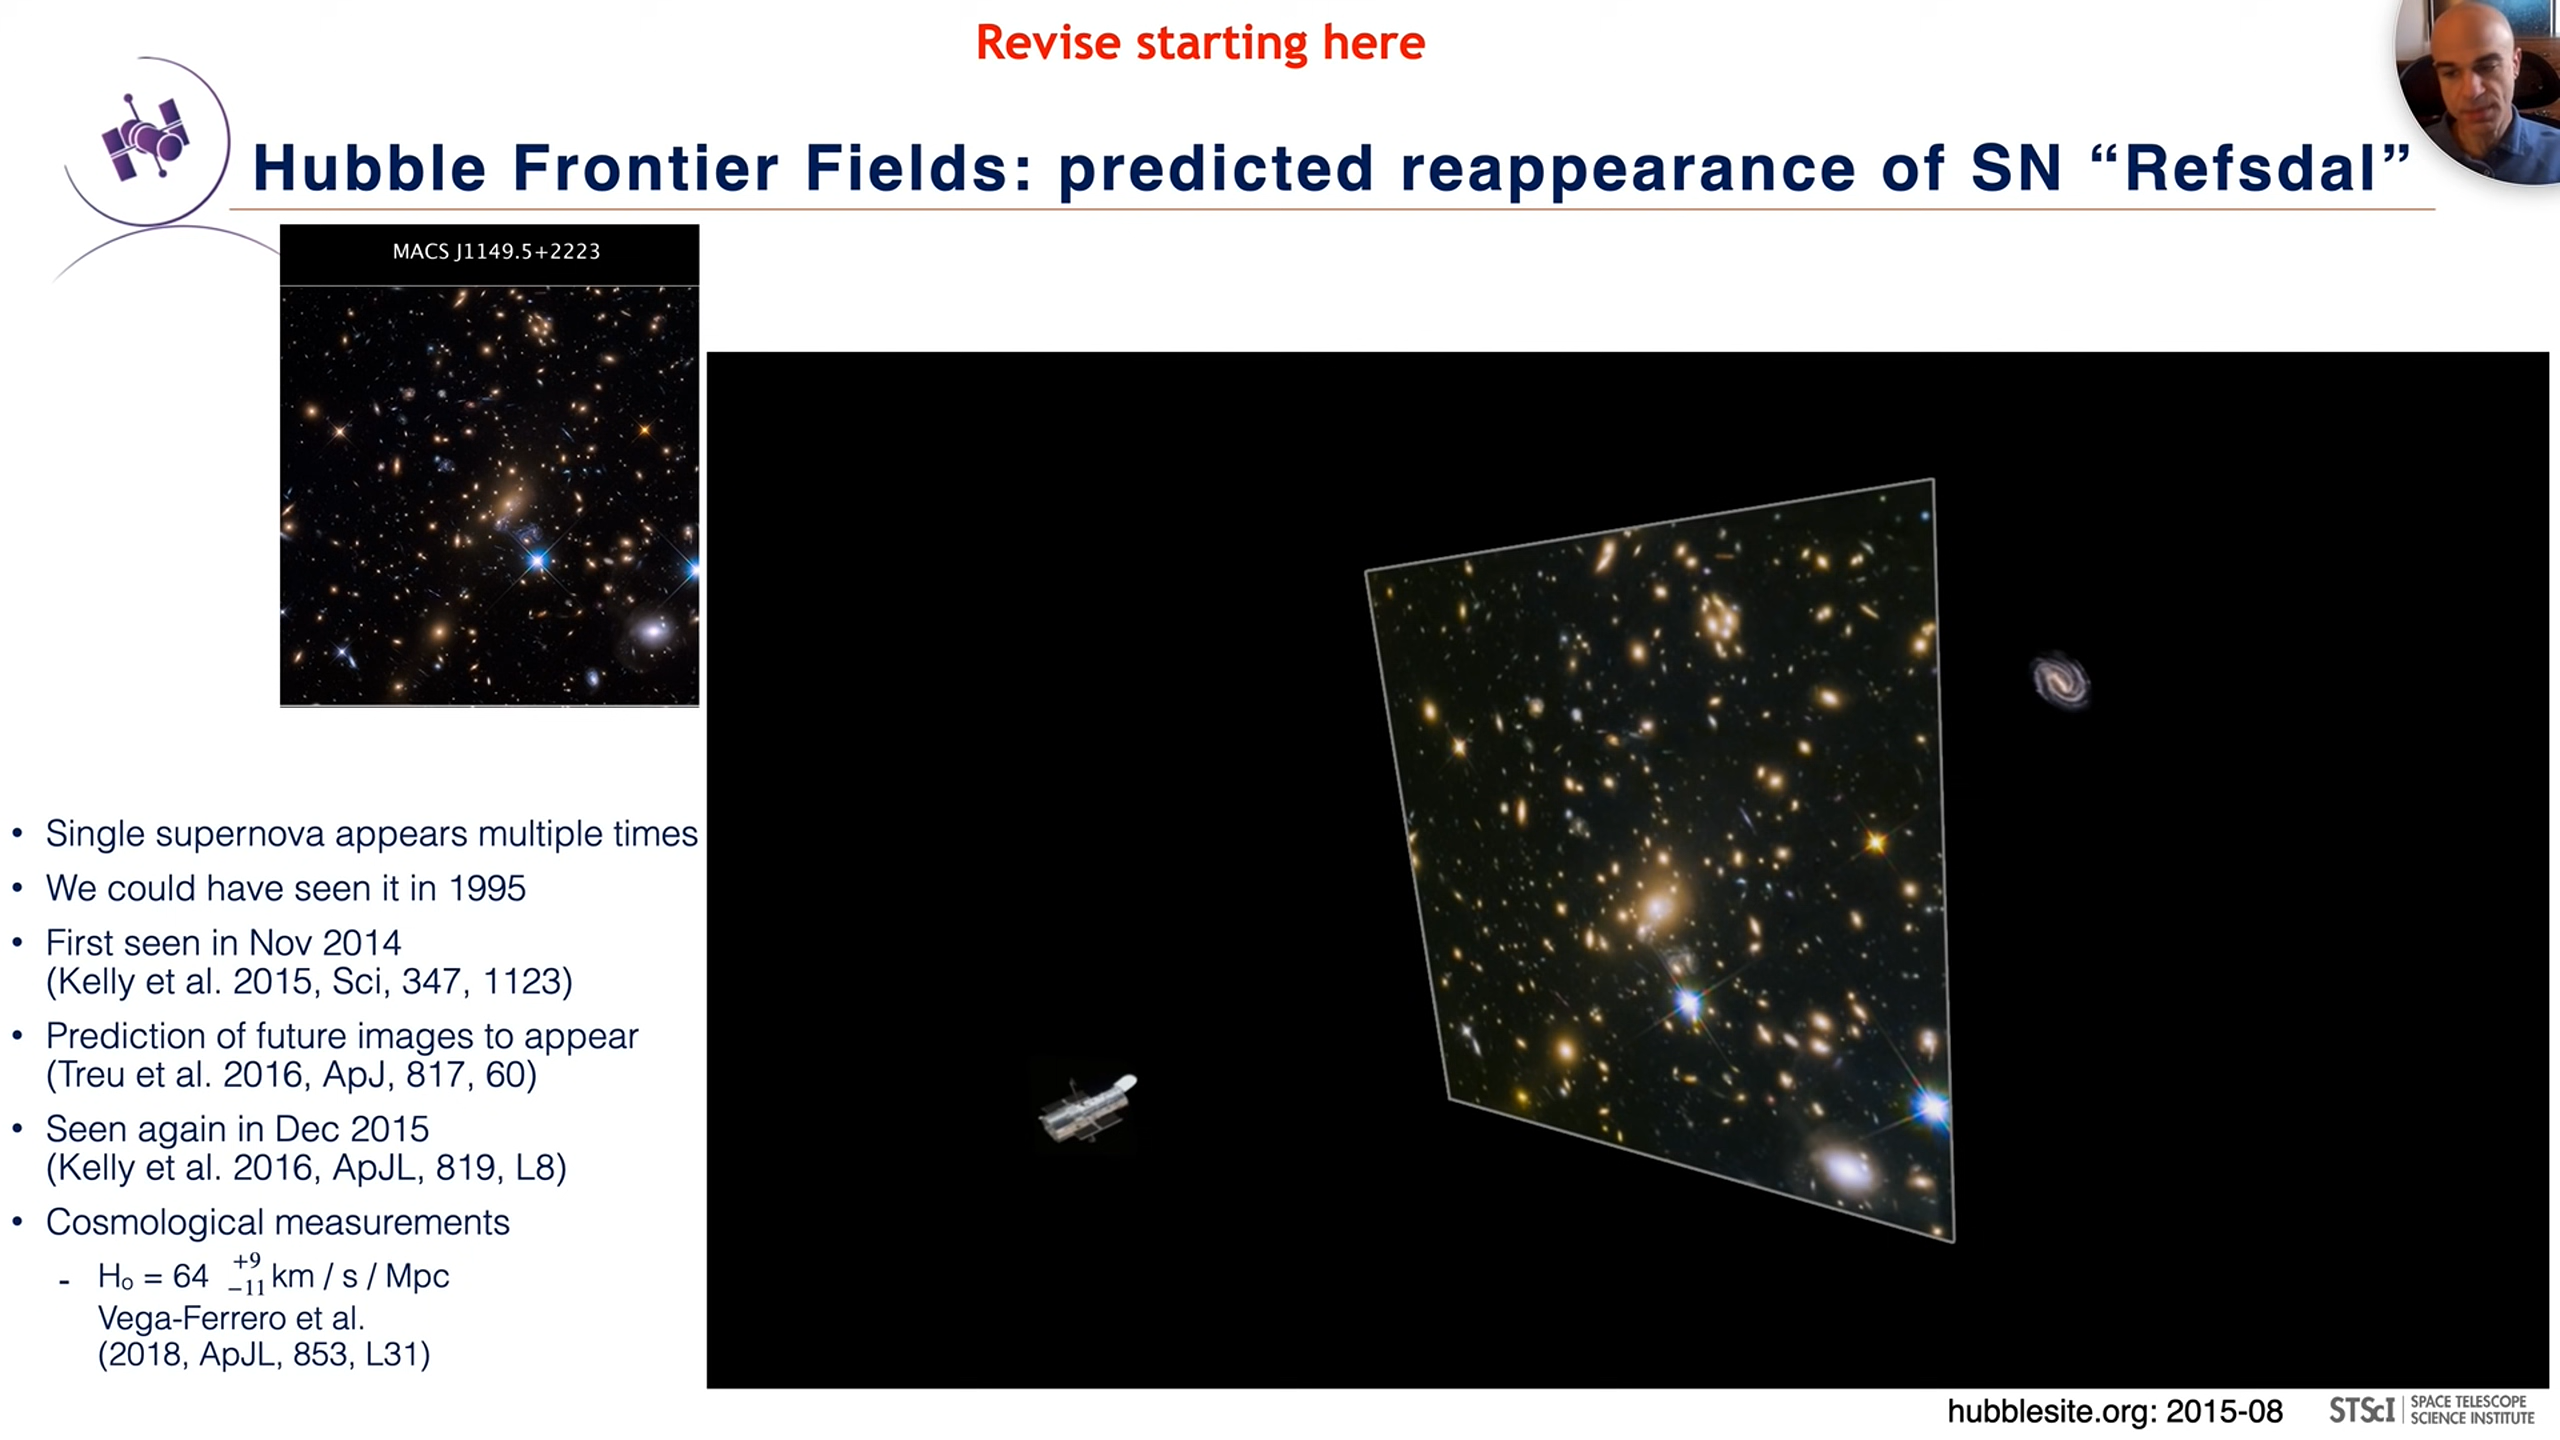 Revise starting here
Hubble Frontier Fields: predicted reappearance of SN “Refsdal”
MACS J1149.5+2223
• Single supernova appears multiple times
• We could have seen it in 1995
• First seen in Nov 2014
(Kelly et al. 2015, Sci, 347, 1123)
• Prediction of future images to appear
(Treu et al. 2016, ApJ, 817, 60)
• Seen again in Dec 2015
(Kelly et al. 2016, ApJL, 819, L8)
• Cosmological measurements
- Ho = 64 +9 −11 km / s / Mpc
Vega-Ferrero et al.
(2018, ApJL, 853, L31)
hubblesite.org: 2015-08
STScI | SPACE TELESCOPE
SCIENCE INSTITUTE